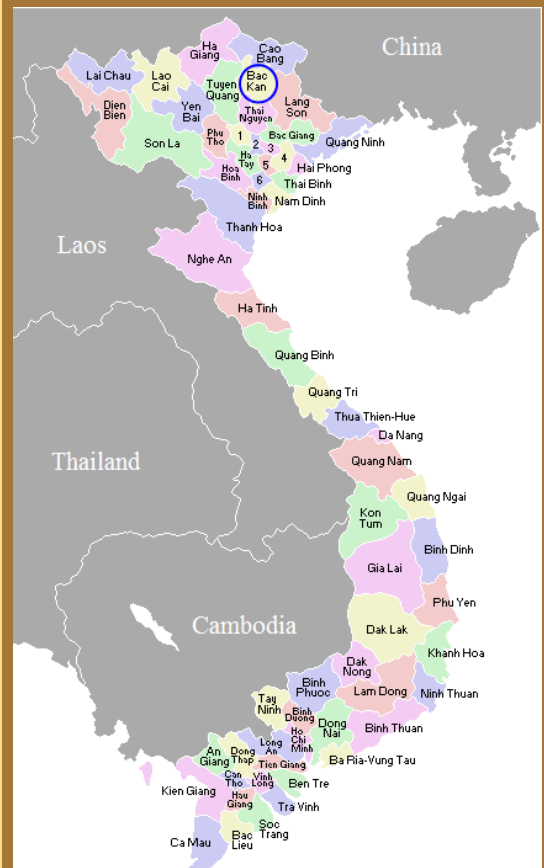 China
Ha
Giang
Cao
Bang
Lai Chau
Lao
Cai
Bac
Kan
Tuyen
Quang
Dien
Bien
Yen
Bai
Lang
Son
Thai
Nguyen
Son La
Phu
Tho
1
2
3
4
5
6
Bac Giang
Quang Ninh
Ha
Tay
Hoa
Binh
Hai Phong
Thai Binh
Ninh
Binh
Nam Dinh
Thanh Hoa
Laos
Nghe An
Ha Tinh
Quang Binh
Quang Tri
Thua Thien-Hue
Da Nang
Thailand
Quang Nam
Quang Ngai
Kon
Tum
Binh Dinh
Gia Lai
Phu Yen
Cambodia
Dak Lak
Khanh Hoa
Dak
Nong
Binh
Phuoc
Lam Dong
Ninh Thuan
Tay
Ninh
Binh
Duong
Dong
Nai
Binh Thuan
Ho
Chi
Minh
Long
An
Ba Ria-Vung Tau
An
Giang
Dong
Thap
Tien Giang
Can
Tho
Vinh
Long
Ben Tre
Kien Giang
Hau
Giang
Tra Vinh
Soc
Trang
Ca Mau
Bac
Lieu